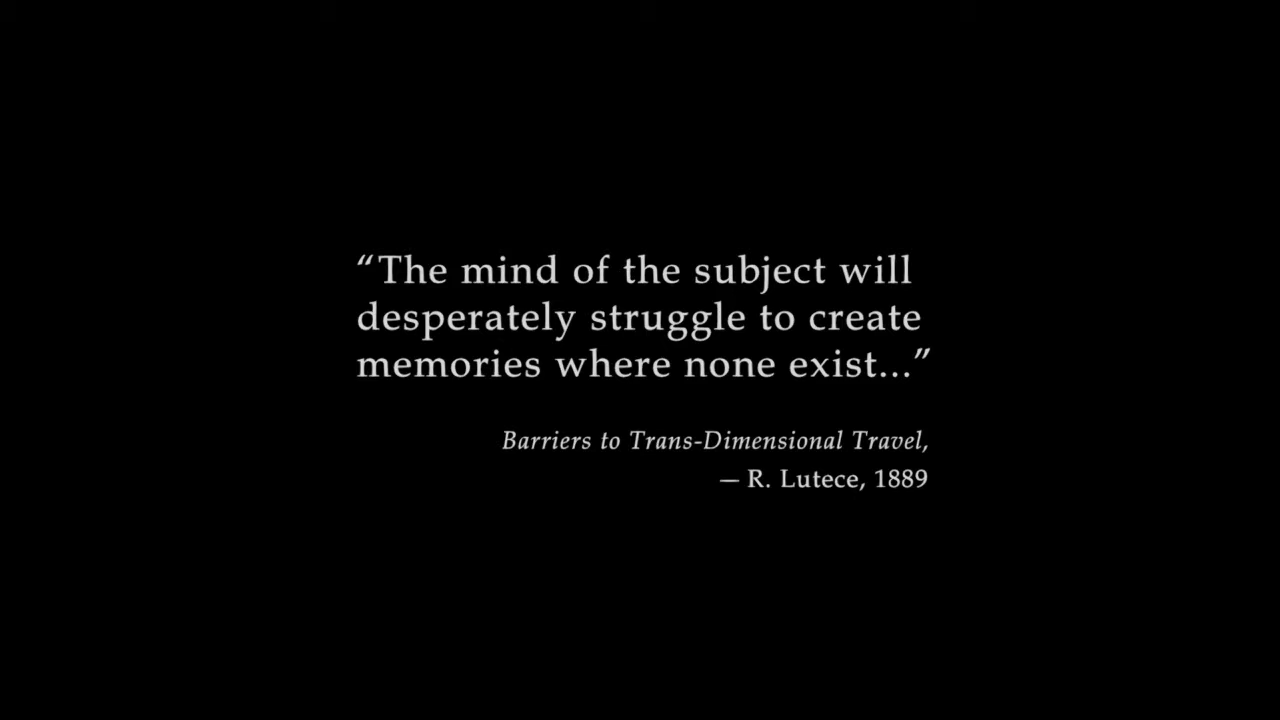 “The mind of the subject will
desperately struggle to create
memories where none exist...”
Barriers to Trans-Dimensional Travel,
— R. Lutece, 1889